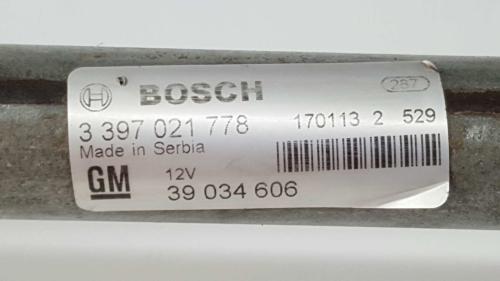 BOSCH 287
3 397 021 778 170113 2 529
Made in Serbia
GM 12V
39 034 606